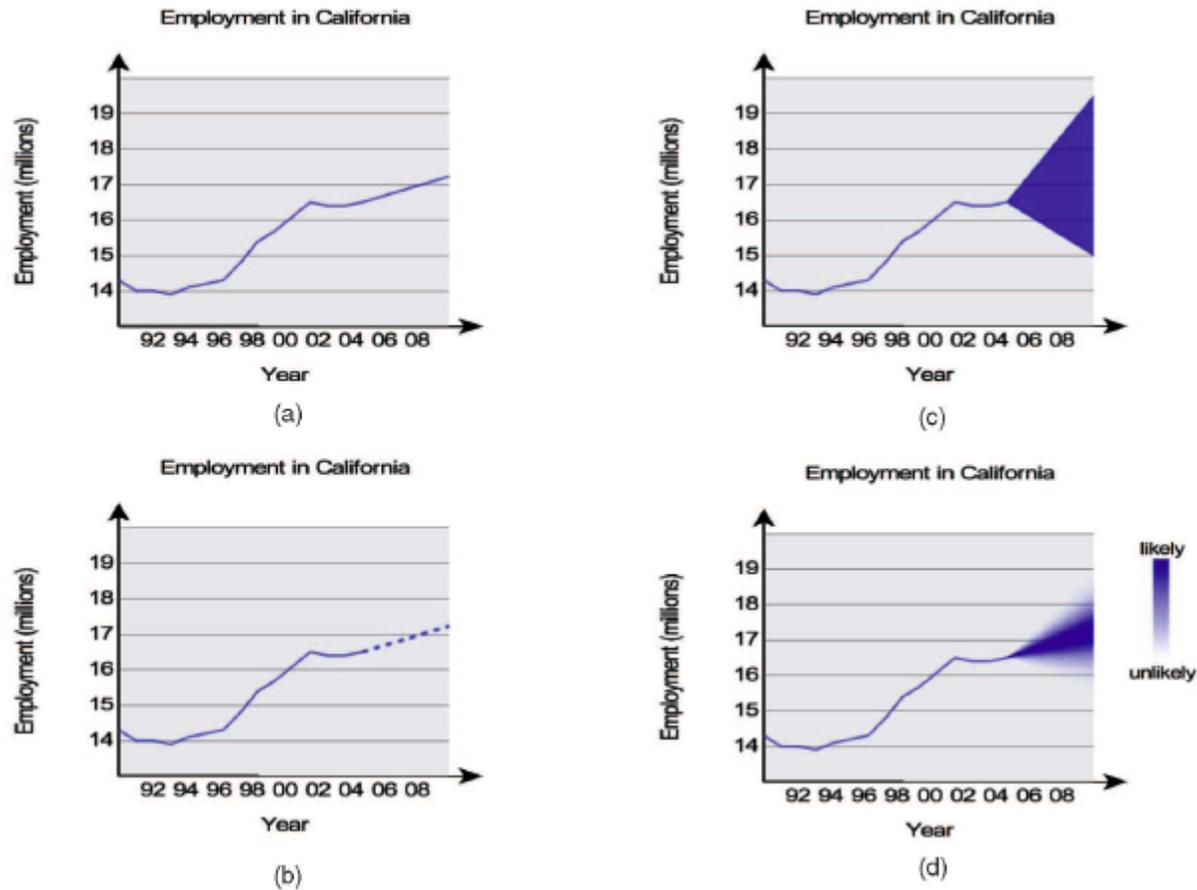 Employment in California
Employment (millions)
19
18
17
16
15
14
92 94 96 98 00 02 04 06 08
Year
(a)
Employment in California
Employment (millions)
19
18
17
16
15
14
92 94 96 98 00 02 04 06 08
Year
(c)
Employment in California
Employment (millions)
19
18
17
16
15
14
92 94 96 98 00 02 04 06 08
Year
(b)
Employment in California
Employment (millions)
19
18
17
16
15
14
92 94 96 98 00 02 04 06 08
Year
likely
unlikely
(d)